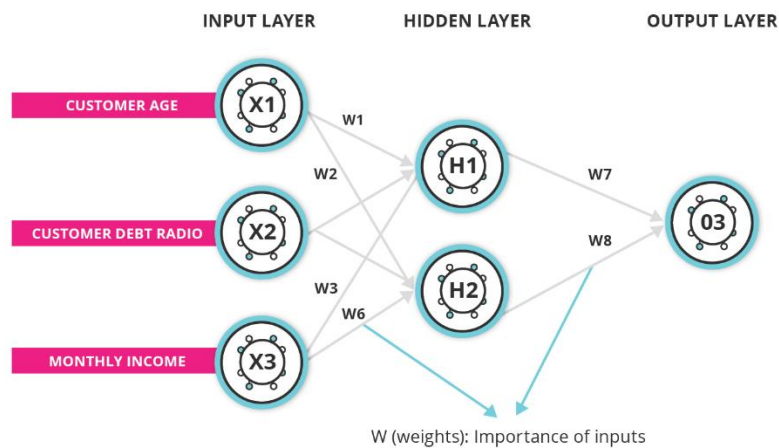 INPUT LAYER
HIDDEN LAYER
OUTPUT LAYER
CUSTOMER AGE
X1
W1
H1
W7
W2
CUSTOMER DEBT RADIO
X2
03
W8
H2
W3
W6
MONTHLY INCOME
X3
W (weights): Importance of inputs